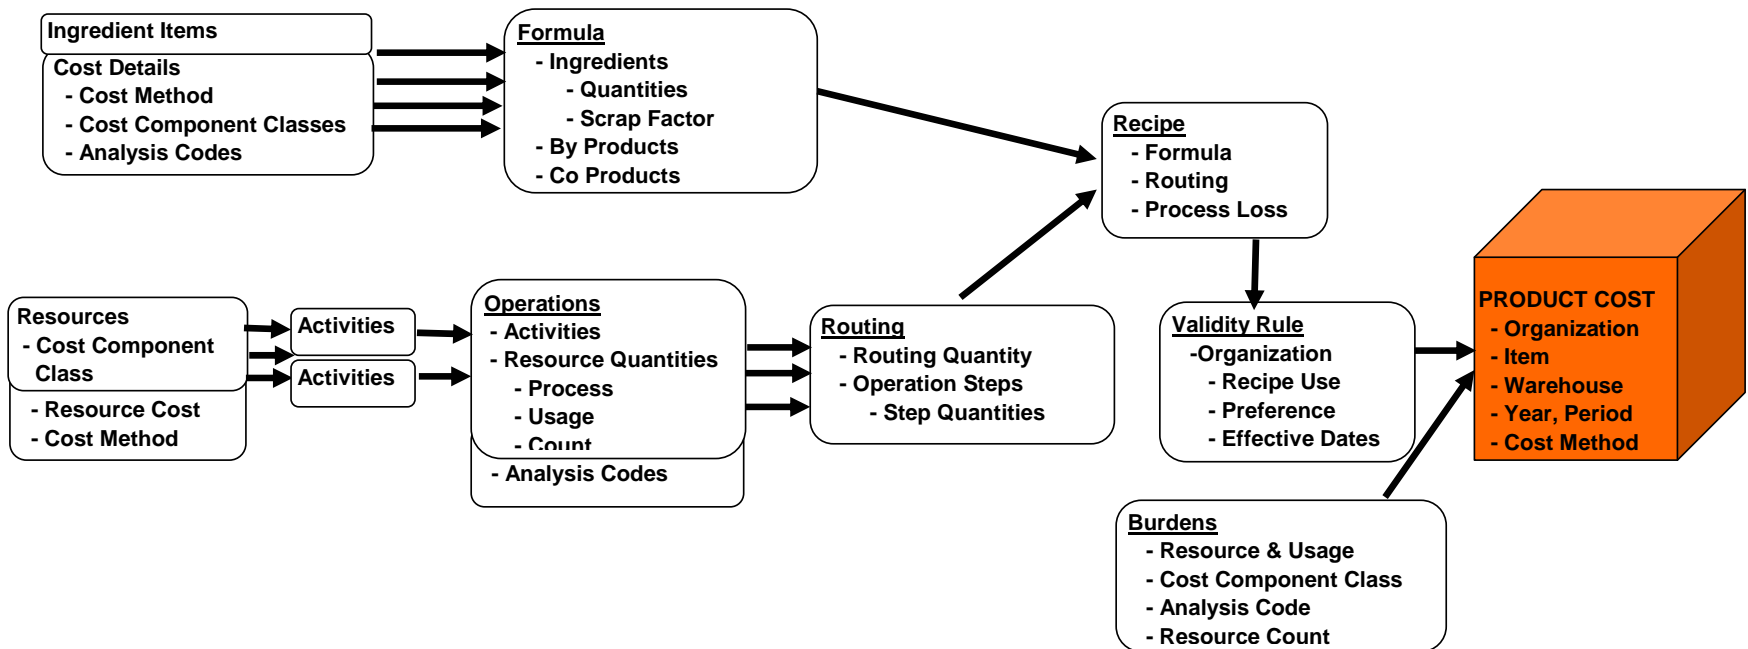 Ingredient Items
Cost Details
- Cost Method
- Cost Component Classes
- Analysis Codes
Formula
- Ingredients
- Quantities
- Scrap Factor
- By Products
- Co Products
Recipe
- Formula
- Routing
- Process Loss
Resources
- Cost Component
Class
- Resource Cost
- Cost Method
Activities
Activities
Operations
- Activities
- Resource Quantities
- Process
- Usage
- Count
- Analysis Codes
Routing
- Routing Quantity
- Operation Steps
- Step Quantities
Validity Rule
-Organization
- Recipe Use
- Preference
- Effective Dates
PRODUCT COST
- Organization
- Item
- Warehouse
- Year, Period
- Cost Method
Burdens
- Resource & Usage
- Cost Component Class
- Analysis Code
- Resource Count